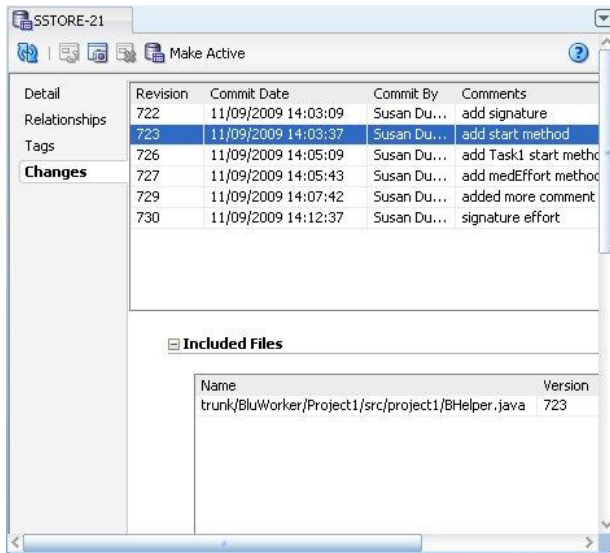 SSTORE-21
Make Active
Detail
Relationships
Tags
Changes
Revision Commit Date Commit By Comments
722 11/09/2009 14:03:09 Susan Du... add signature
723 11/09/2009 14:03:37 Susan Du... add start method
726 11/09/2009 14:05:09 Susan Du... add Task1 start metho
727 11/09/2009 14:05:43 Susan Du... add medEffort method
729 11/09/2009 14:07:42 Susan Du... added more comment
730 11/09/2009 14:12:37 Susan Du... signature effort
Included Files
Name Version
trunk/BluWorker/Project1/src/project1/BHelper.java 723